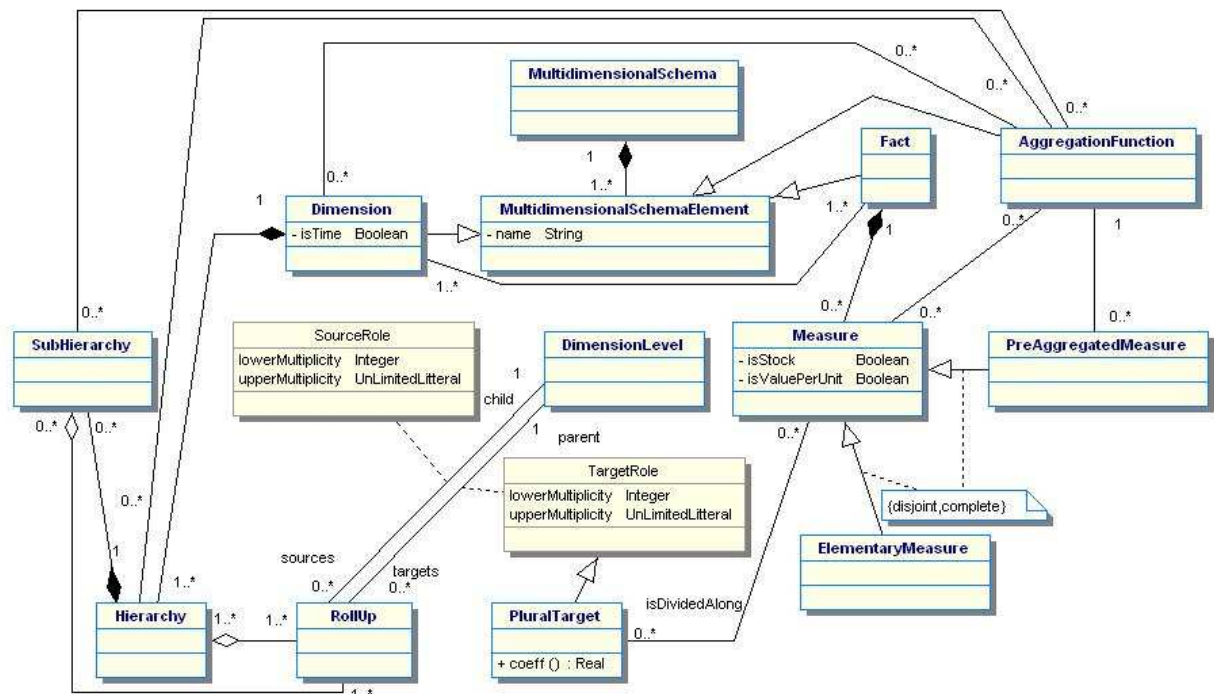 0..*
0..*
MultidimensionalSchema
0..*
Fact
AggregationFunction
0..*
1
1
0..*
1..*
Dimension
- isTime Boolean
MultidimensionalSchemaElement
- name String
1..*
1
0..*
1
1..*
0..*
0..*
0..*
0..*
SubHierarchy
SourceRole
lowerMultiplicity Integer
upperMultiplicity UnLimitedLitteral
DimensionLevel
Measure
- isStock Boolean
- isValuePerUnit Boolean
PreAggregatedMeasure
1
child
1
0..*
0..*
0..*
parent
TargetRole
lowerMultiplicity Integer
upperMultiplicity UnLimitedLitteral
0..*
{disjoint,complete}
1
ElementaryMeasure
sources
targets
1..*
0..*
0..*
Hierarchy
1..*
1..*
RollUp
PluralTarget
+ coeff () : Real
isDividedAlong
0..*
1..*